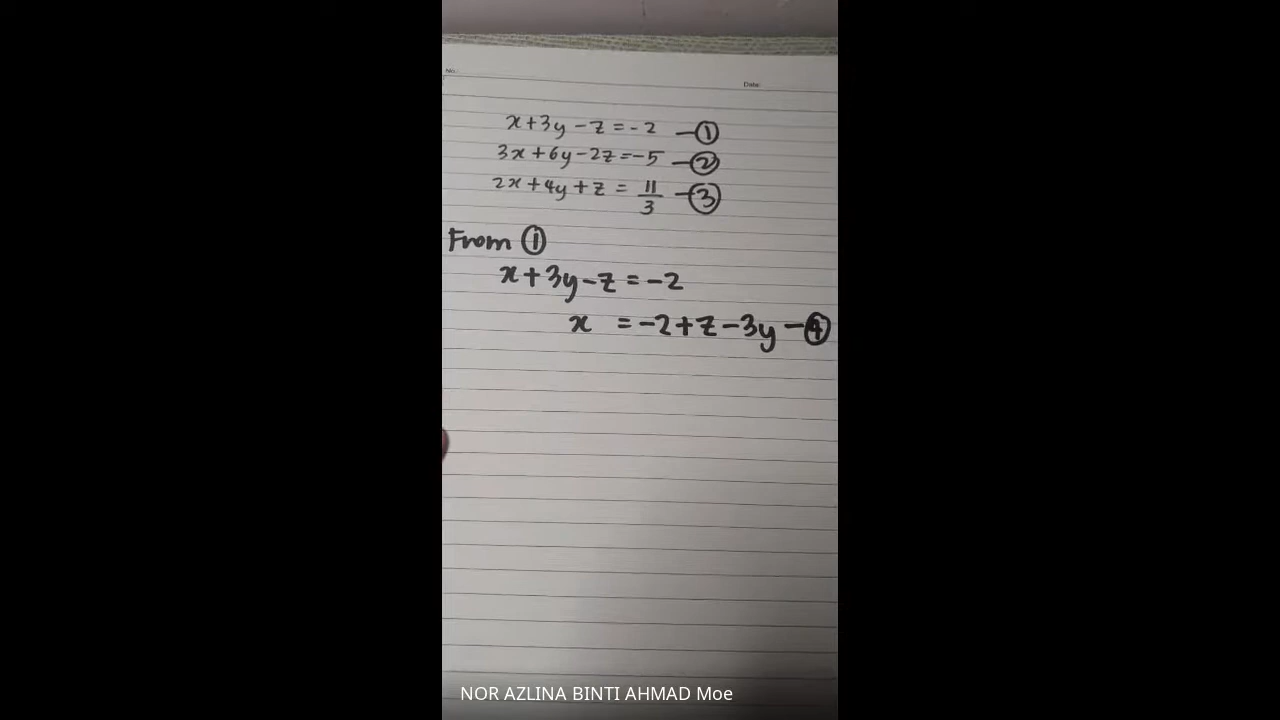 No.
Date:
x+3y-z=-2 —①
3x+6y-2z=-5 —②
2x+4y+z = 11/3 —③
From ①
x+3y-z=-2
x = -2+z-3y —④
NOR AZLINA BINTI AHMAD Moe